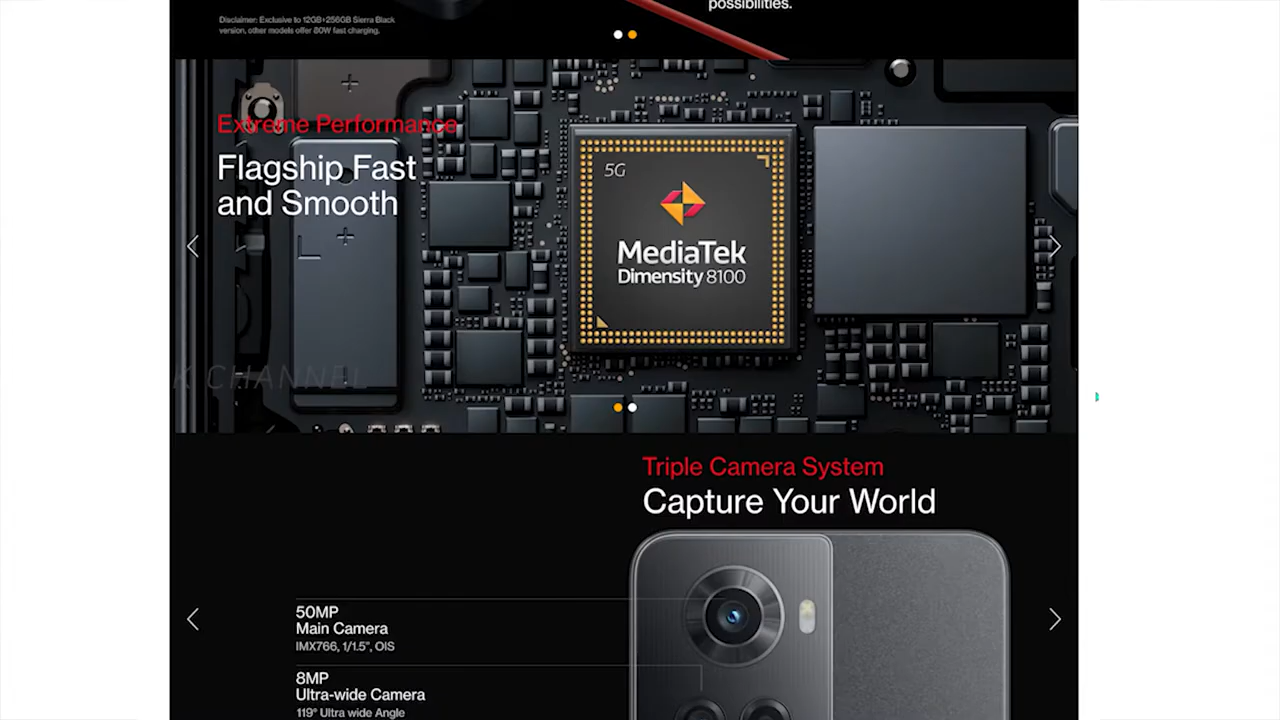 possibilities.
Disclaimer: Exclusive to 12GB+256GB Sierra Black
version, other models offer 80W fast charging.
Extreme Performance
Flagship Fast
and Smooth
5G
MediaTek
Dimensity 8100
K CHANNEL
Triple Camera System
Capture Your World
50MP
Main Camera
IMX766, 1/1.5", OIS
8MP
Ultra-wide Camera
119° Ultra wide Angle